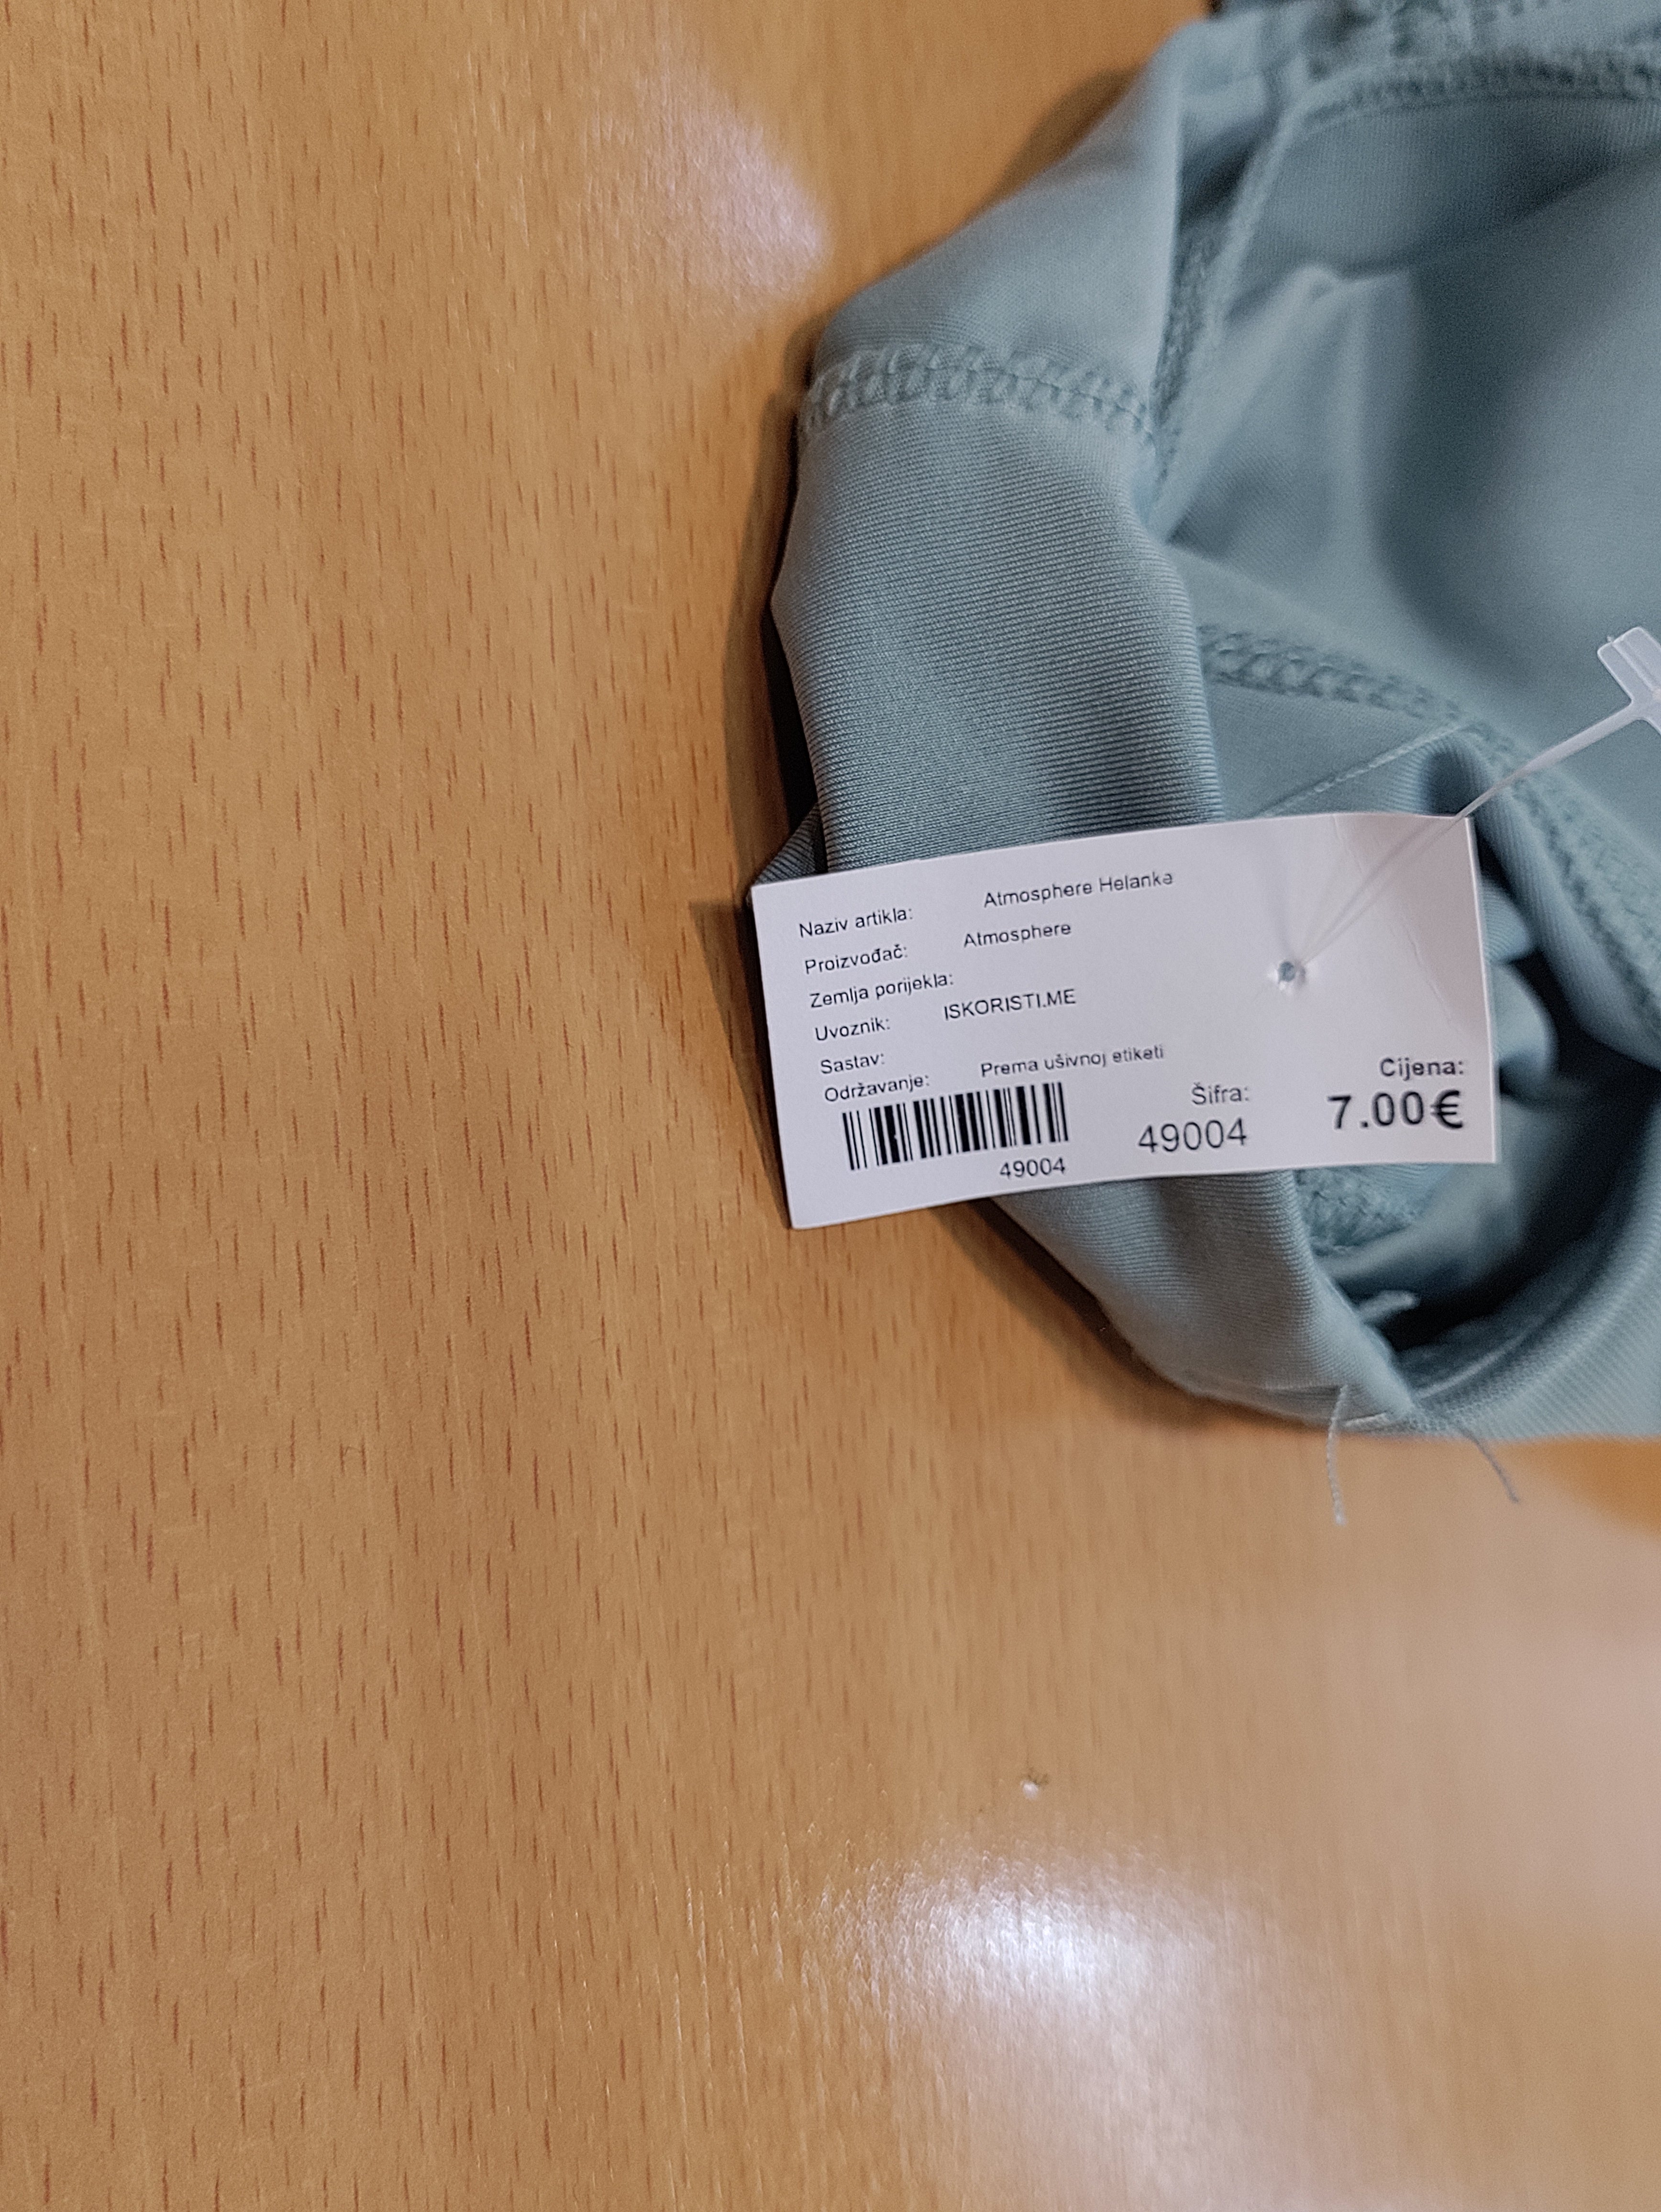 Naziv artikla: Atmosphere Helanke
Proizvođač: Atmosphere
Zemlja porijekla:
Uvoznik: ISKORISTI.ME
Sastav:
Održavanje: Prema ušivnoj etiketi
49004
Šifra:
49004
Cijena:
7.00€